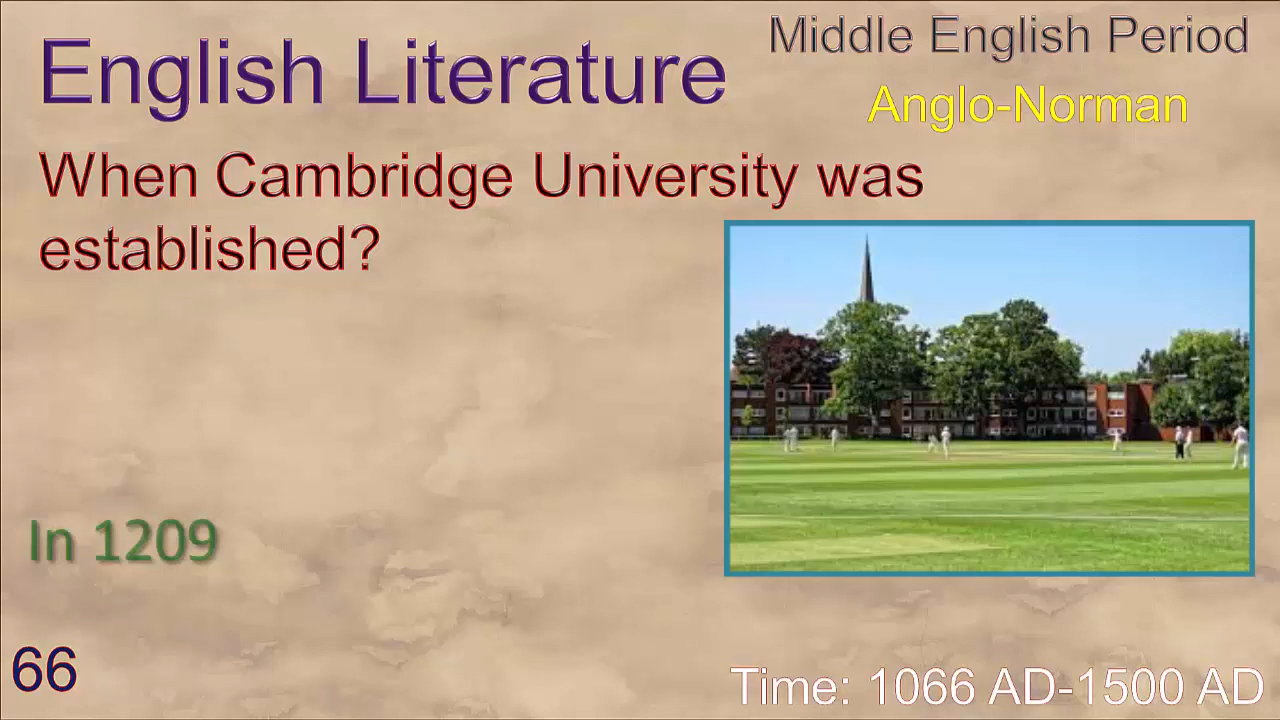 English Literature
Middle English Period
Anglo-Norman
When Cambridge University was
established?
In 1209
66
Time: 1066 AD-1500 AD